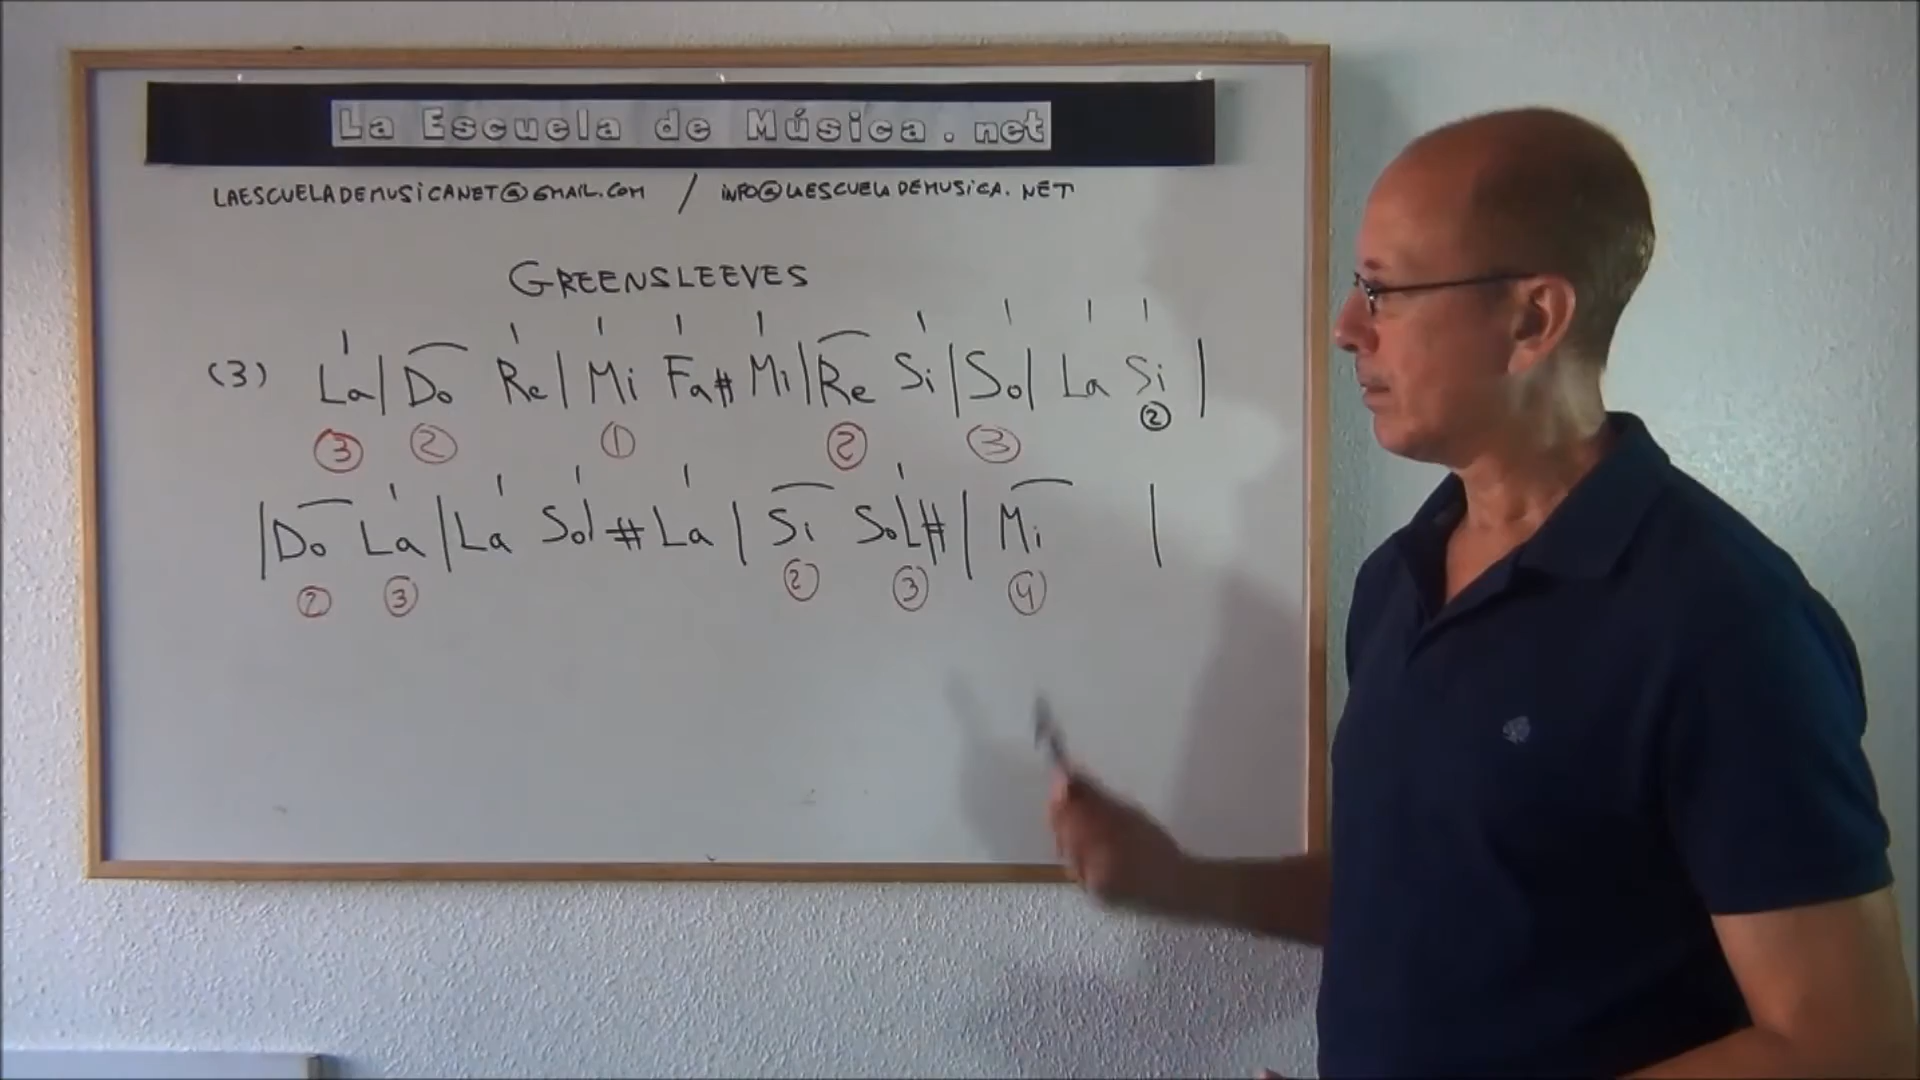 La Escuela de Música.net
LAESCUELADEMUSICANET@GMAIL.COM / INFO@LAESCUELADEMUSICA.NET
GREENSLEEVES
(3) La | Do Re | Mi Fa# Mi | Re Si | Sol La Si |
3 2 1 2 3 2
| Do La | La Sol # La | Si SoL# | Mi |
2 3 2 3 4